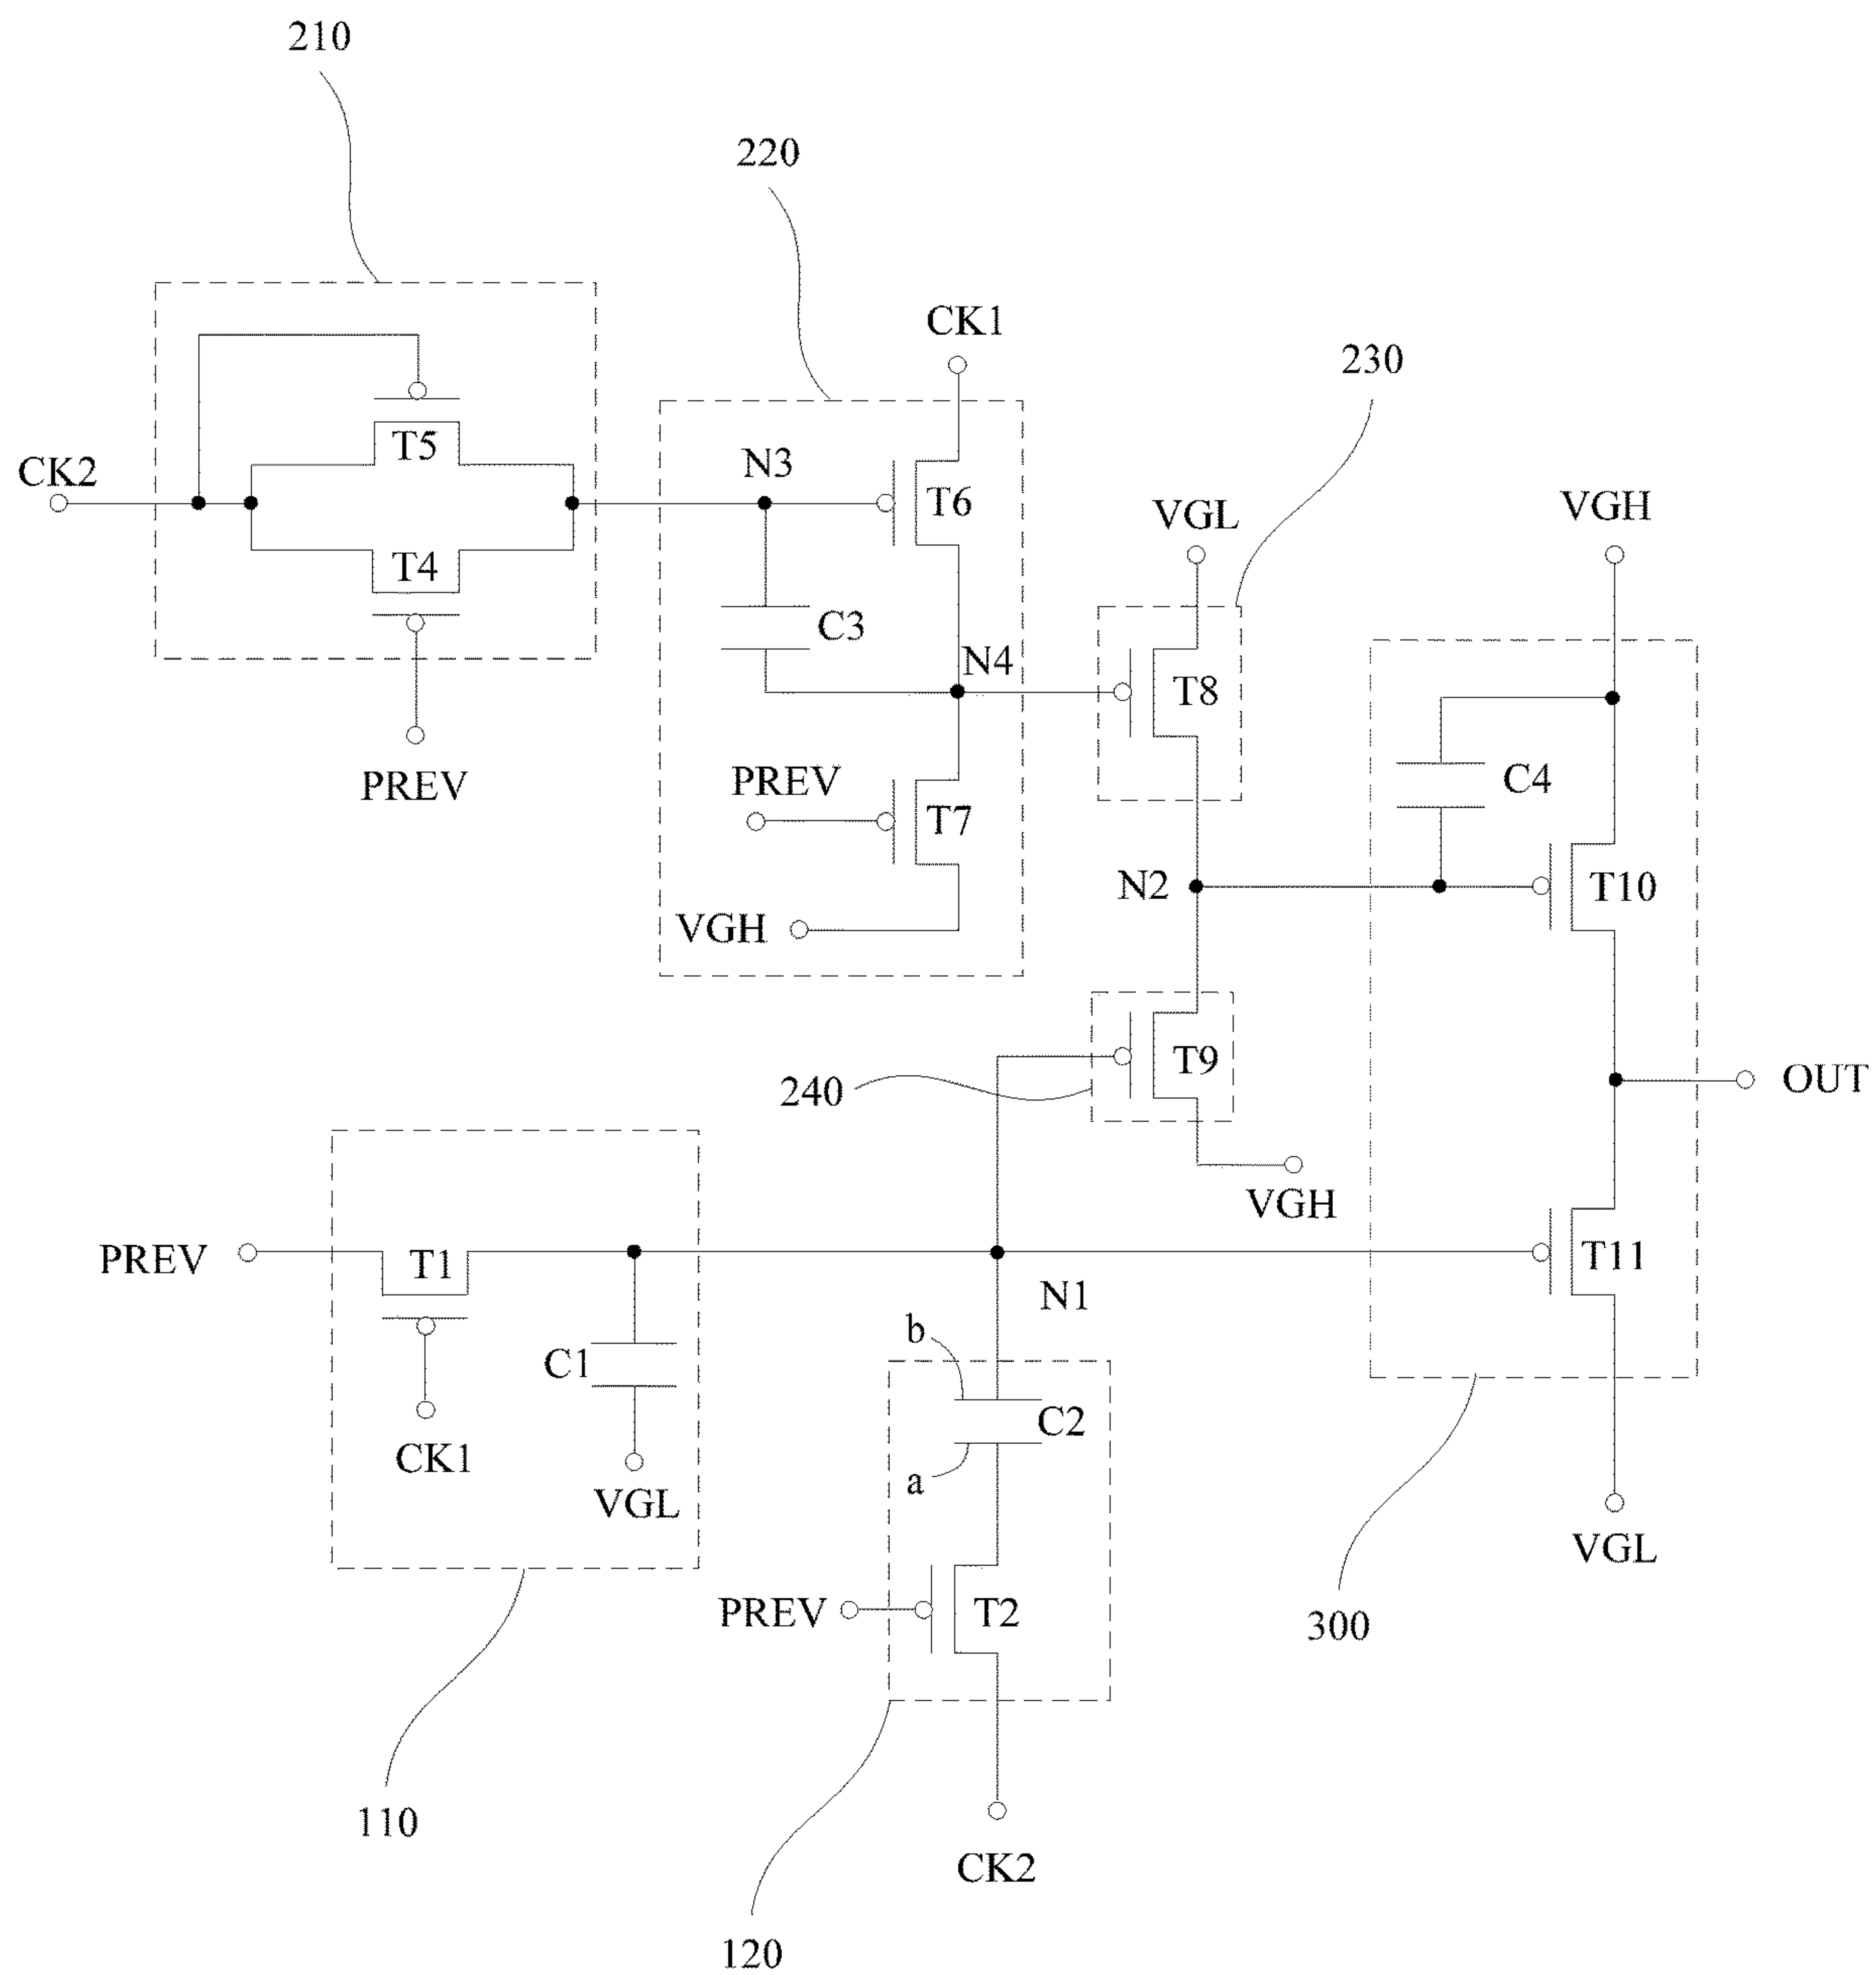 210
220
CK1
230
T5
CK2
N3
T6
VGL
VGH
T4
C3
N4
T8
PREV
PREV
T7
C4
N2
T10
VGH
T9
240
OUT
VGH
PREV
T1
T11
N1
b
C1
C2
CK1
a
VGL
VGL
PREV
T2
300
110
CK2
120